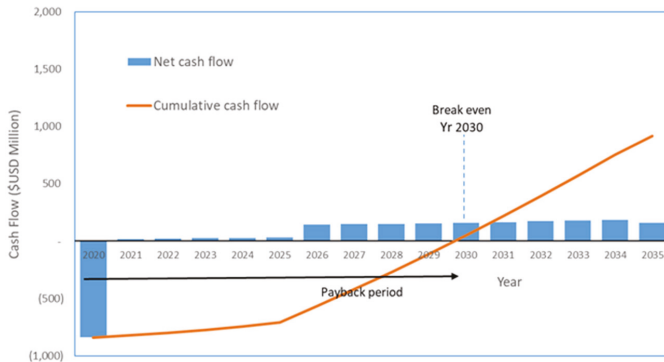 2,000
1,500
1,000
500
-
(500)
(1,000)
Cash Flow ($USD Million)
Net cash flow
Cumulative cash flow
Break even
Yr 2030
2020 2021 2022 2023 2024 2025 2026 2027 2028 2029 2030 2031 2032 2033 2034 2035
Payback period
Year